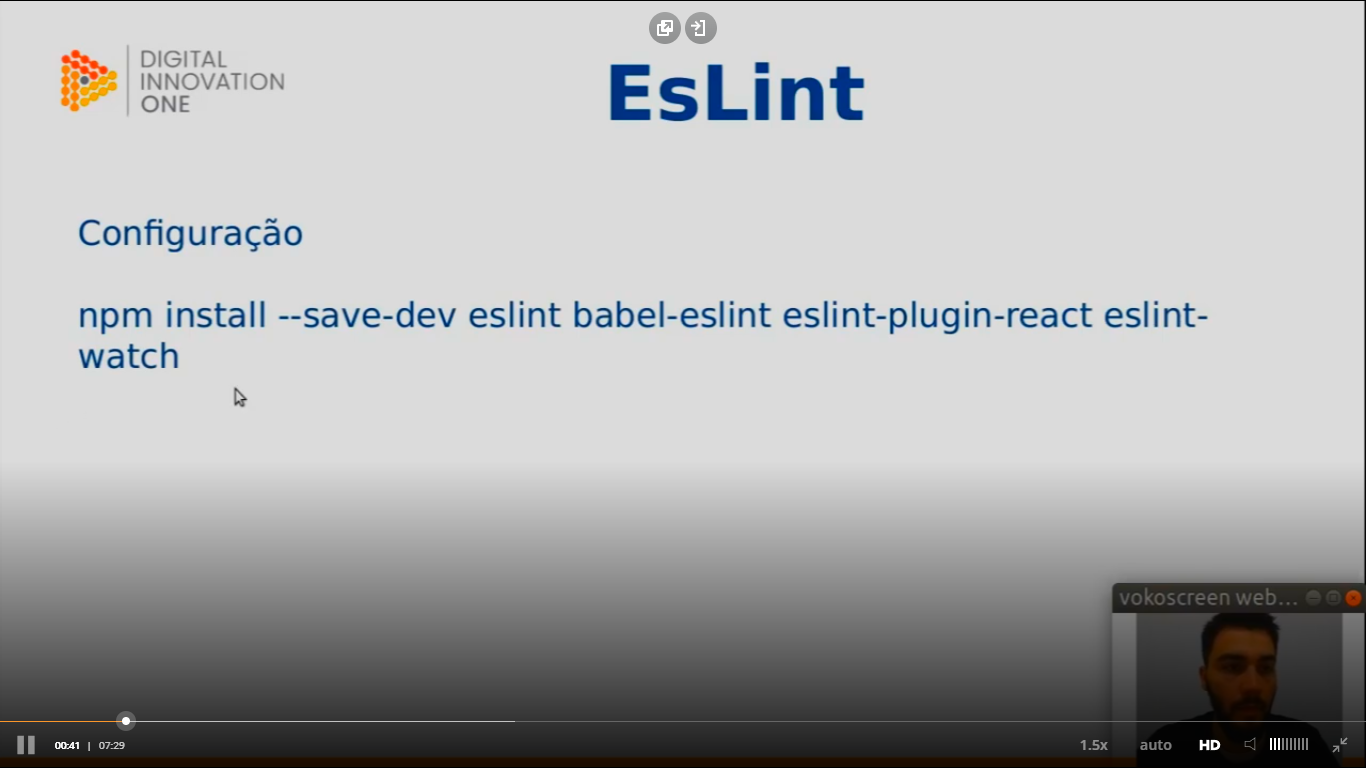 DIGITAL
INNOVATION
ONE
EsLint
Configuração
npm install --save-dev eslint babel-eslint eslint-plugin-react eslint-
watch
vokoscreen web...
00:41 | 07:29
1.5x auto HD